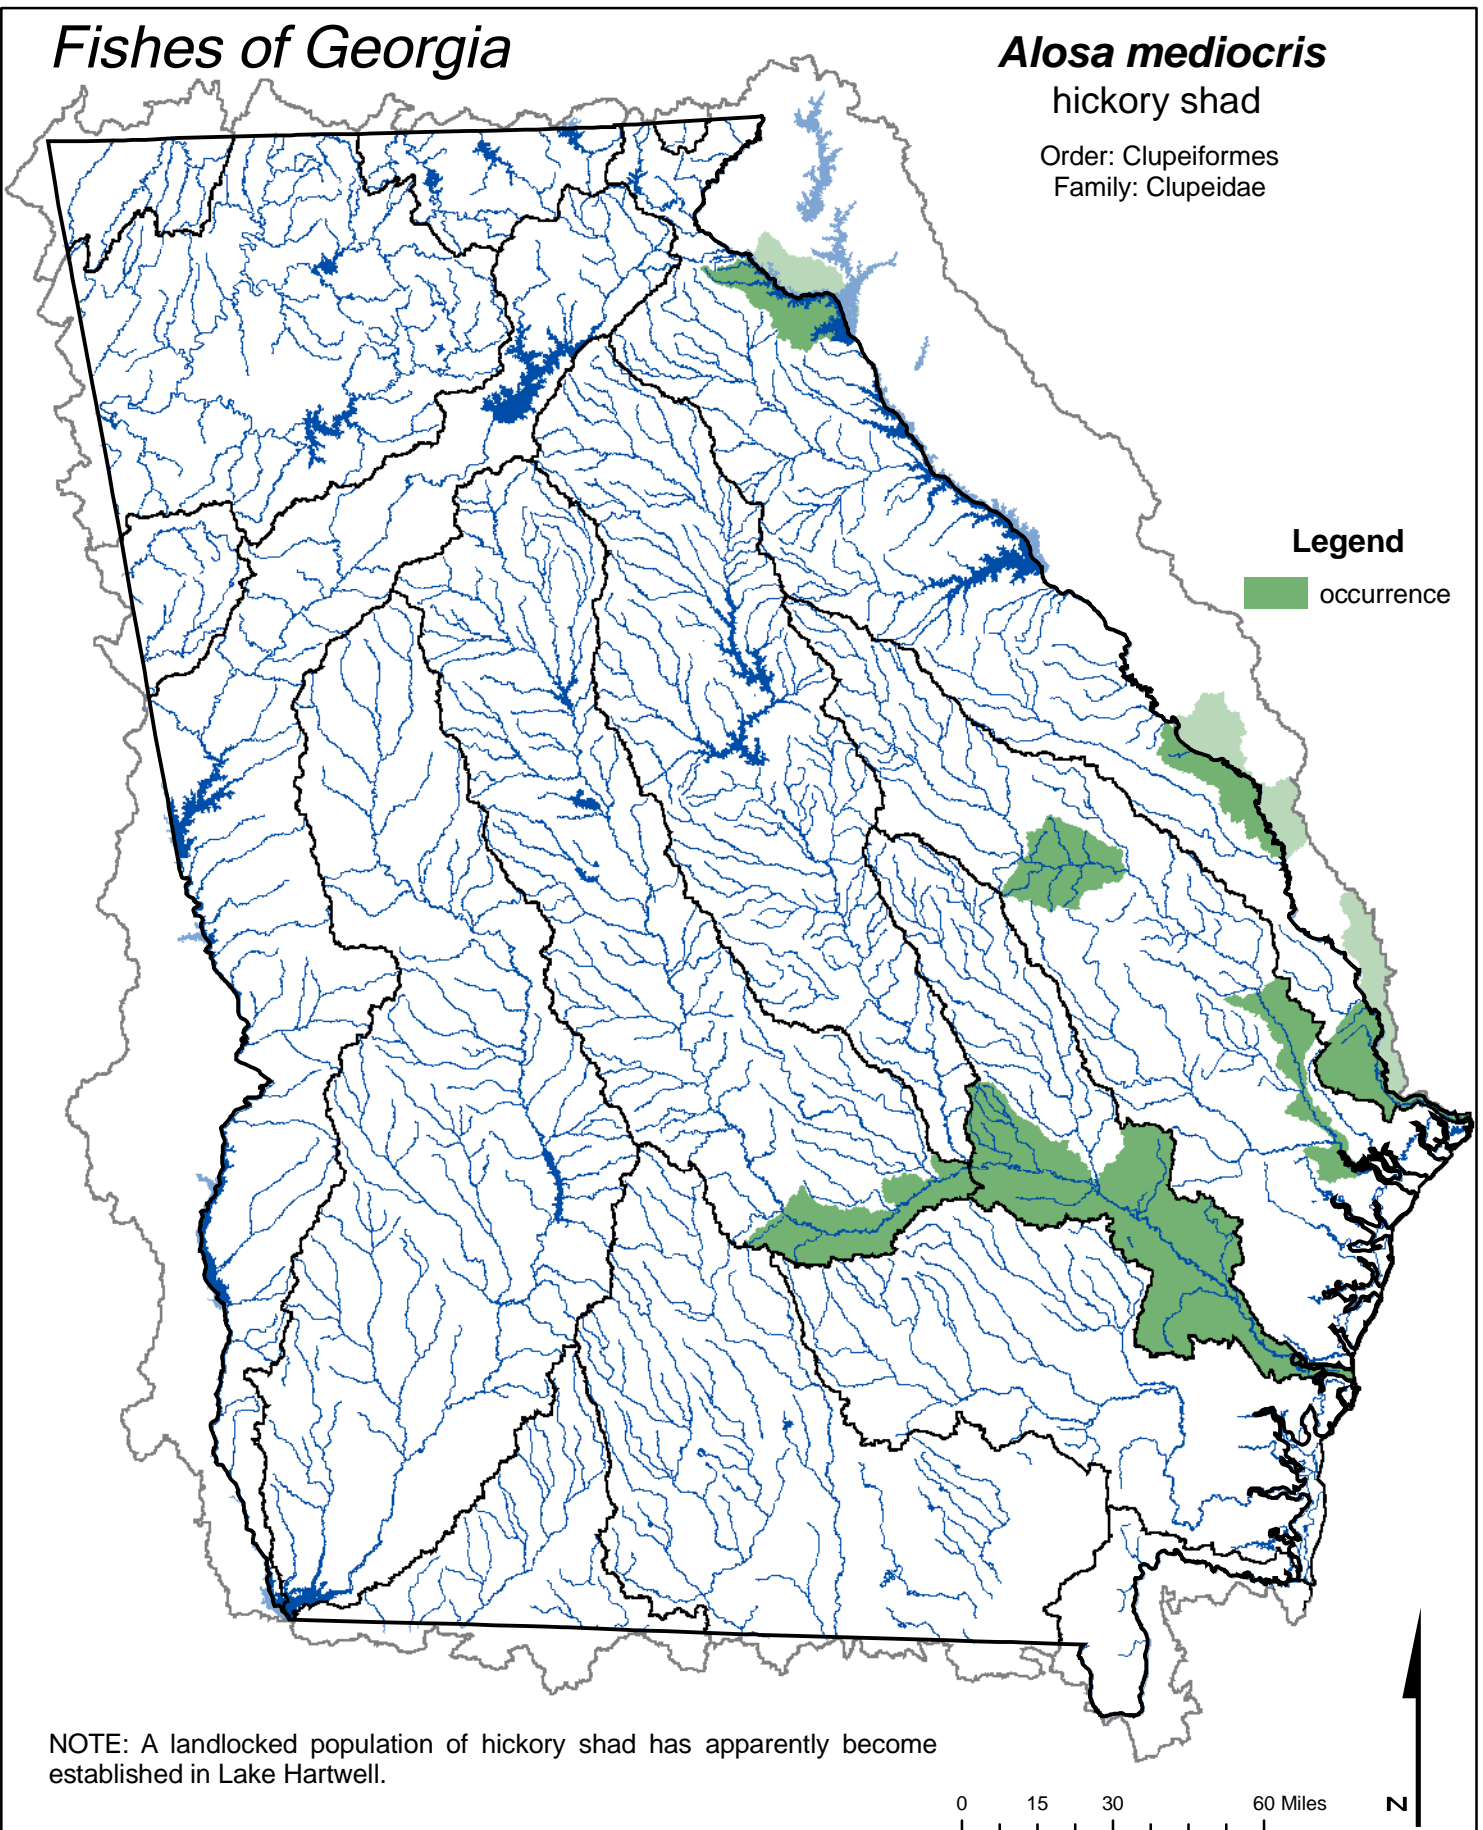 Fishes of Georgia
Alosa mediocris
hickory shad
Order: Clupeiformes
Family: Clupeidae
Legend
occurrence
NOTE: A landlocked population of hickory shad has apparently become
established in Lake Hartwell.
0 15 30 60 Miles
N